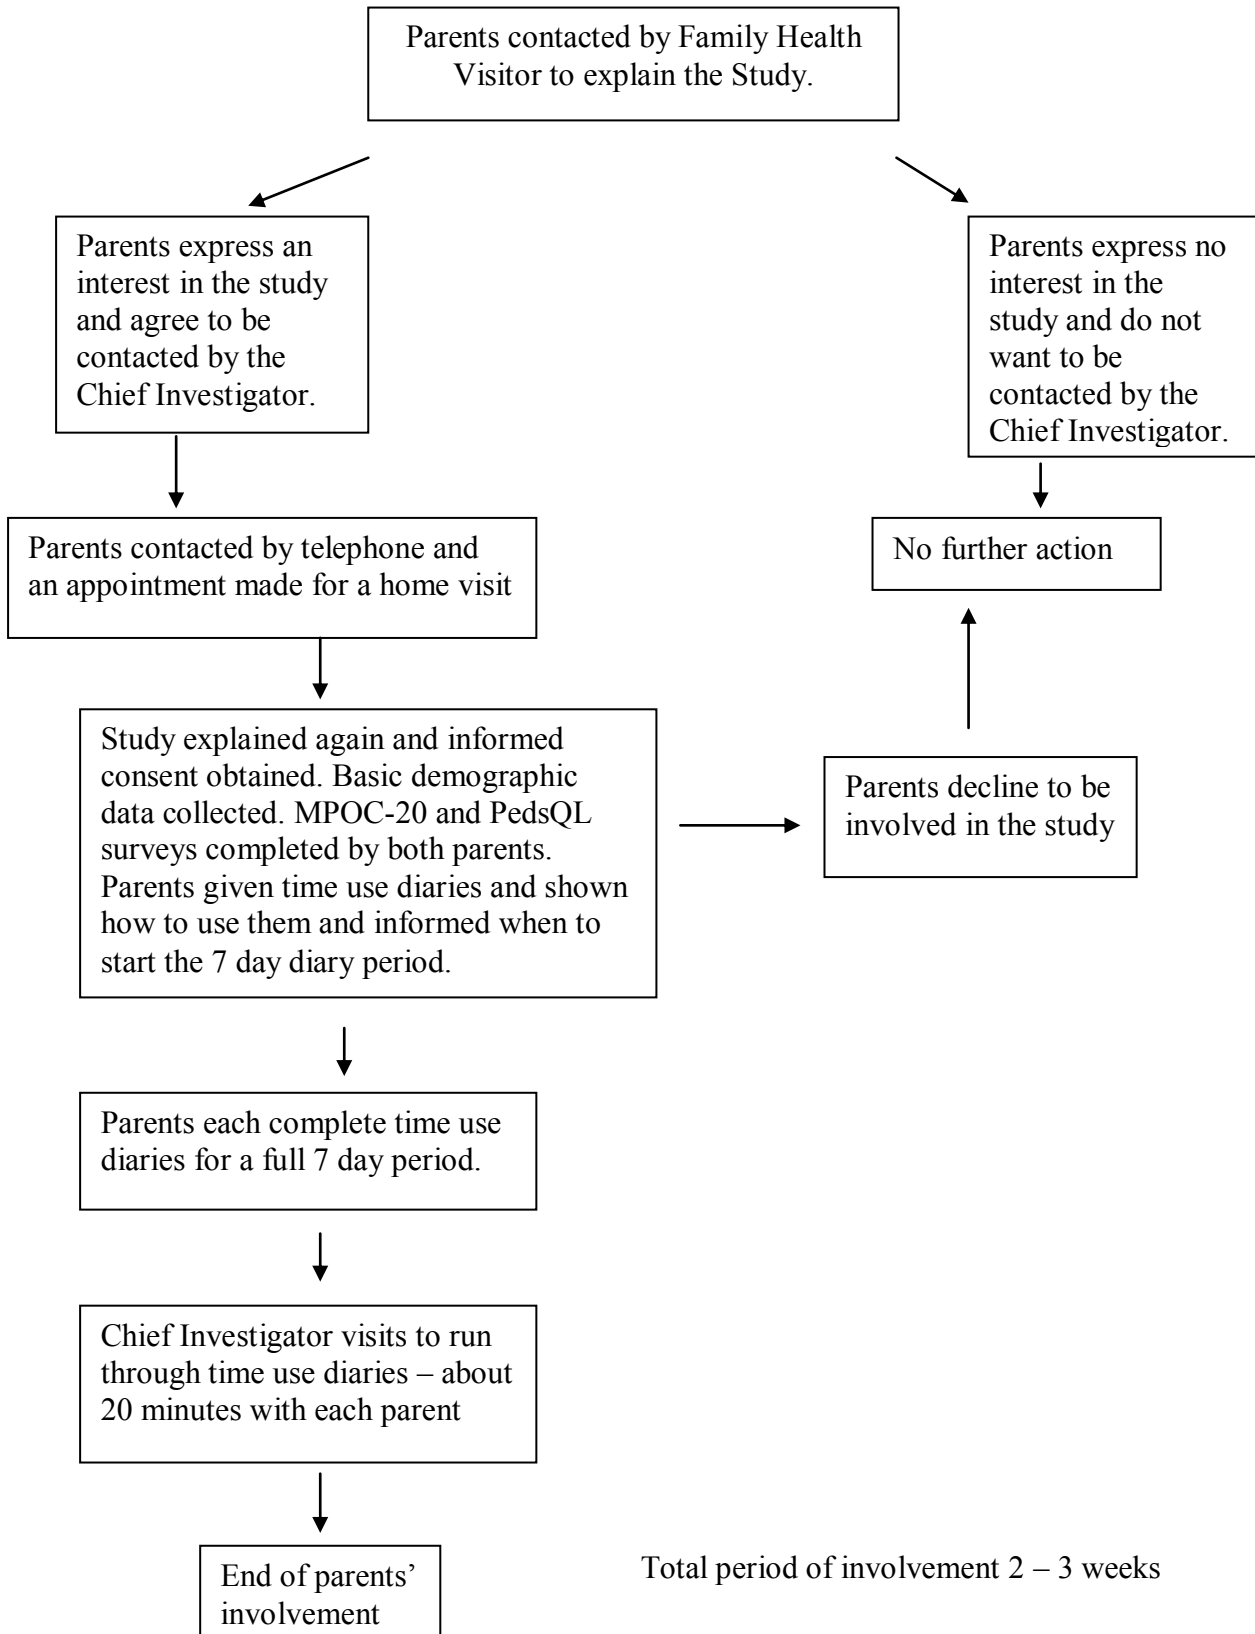 Parents contacted by Family Health
Visitor to explain the Study.
Parents express an
interest in the study
and agree to be
contacted by the
Chief Investigator.
Parents express no
interest in the
study and do not
want to be
contacted by the
Chief Investigator.
Parents contacted by telephone and
an appointment made for a home visit
No further action
Study explained again and informed
consent obtained. Basic demographic
data collected. MPOC-20 and PedsQL
surveys completed by both parents.
Parents given time use diaries and shown
how to use them and informed when to
start the 7 day diary period.
Parents decline to be
involved in the study
Parents each complete time use
diaries for a full 7 day period.
Chief Investigator visits to run
through time use diaries – about
20 minutes with each parent
End of parents’
involvement
Total period of involvement 2 – 3 weeks